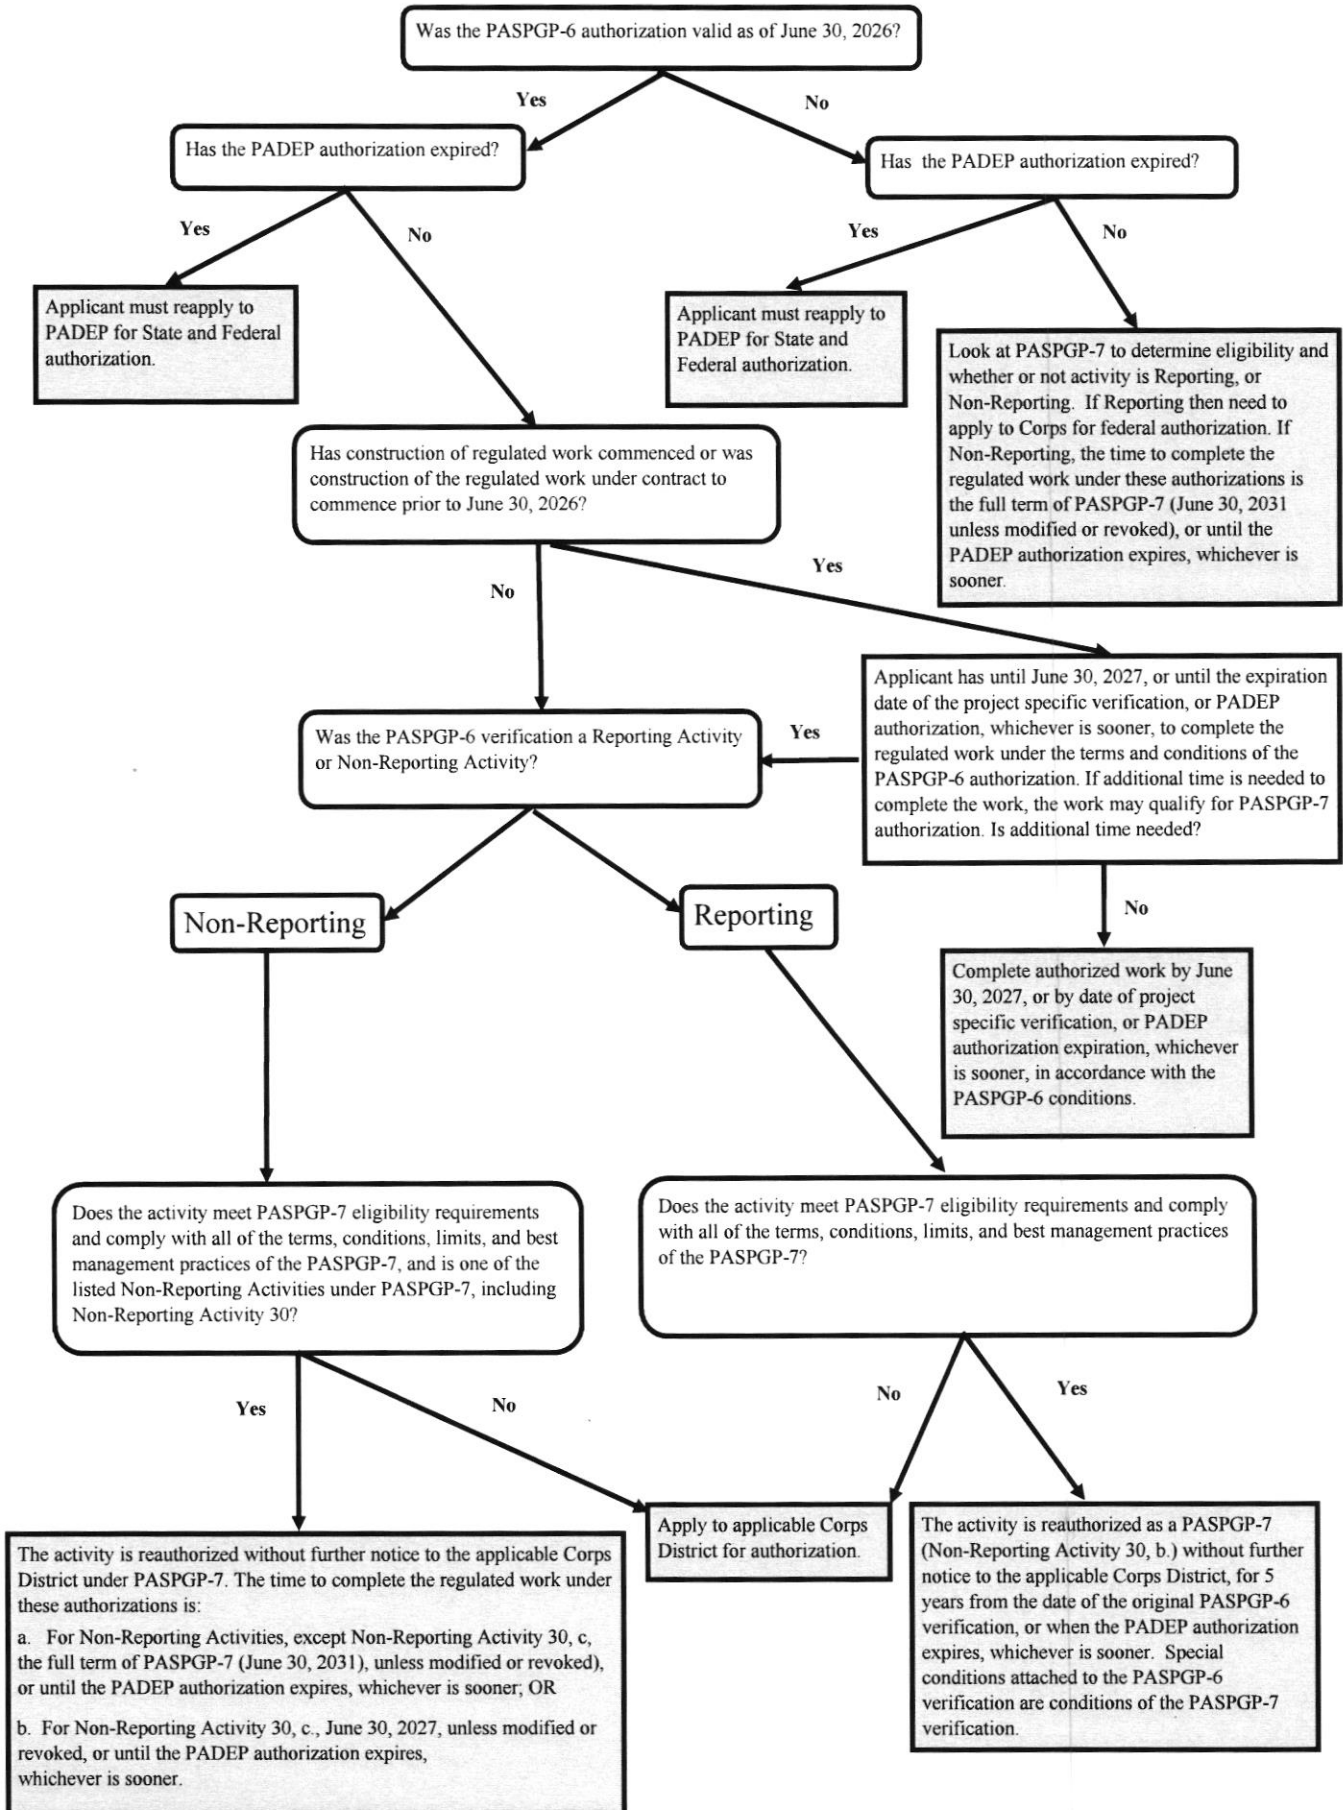 Was the PASPGP-6 authorization valid as of June 30, 2026?
Yes
No
Has the PADEP authorization expired?
Has the PADEP authorization expired?
Yes
No
Yes
No
Applicant must reapply to
PADEP for State and Federal
authorization.
Applicant must reapply to
PADEP for State and
Federal authorization.
Look at PASPGP-7 to determine eligibility and
whether or not activity is Reporting, or
Non-Reporting. If Reporting then need to
apply to Corps for federal authorization. If
Non-Reporting, the time to complete the
regulated work under these authorizations is
the full term of PASPGP-7 (June 30, 2031
unless modified or revoked), or until the
PADEP authorization expires, whichever is
sooner.
Has construction of regulated work commenced or was
construction of the regulated work under contract to
commence prior to June 30, 2026?
No
Yes
Applicant has until June 30, 2027, or until the expiration
date of the project specific verification, or PADEP
authorization, whichever is sooner, to complete the
regulated work under the terms and conditions of the
PASPGP-6 authorization. If additional time is needed to
complete the work, the work may qualify for PASPGP-7
authorization. Is additional time needed?
Yes
Was the PASPGP-6 verification a Reporting Activity
or Non-Reporting Activity?
No
Non-Reporting
Reporting
Complete authorized work by June
30, 2027, or by date of project
specific verification, or PADEP
authorization expiration, whichever
is sooner, in accordance with the
PASPGP-6 conditions.
Does the activity meet PASPGP-7 eligibility requirements
and comply with all of the terms, conditions, limits, and best
management practices of the PASPGP-7, and is one of the
listed Non-Reporting Activities under PASPGP-7, including
Non-Reporting Activity 30?
Does the activity meet PASPGP-7 eligibility requirements and comply
with all of the terms, conditions, limits, and best management practices
of the PASPGP-7?
Yes
No
No
Yes
The activity is reauthorized without further notice to the applicable Corps
District under PASPGP-7. The time to complete the regulated work under
these authorizations is:
a. For Non-Reporting Activities, except Non-Reporting Activity 30, c,
the full term of PASPGP-7 (June 30, 2031), unless modified or revoked),
or until the PADEP authorization expires, whichever is sooner; OR
b. For Non-Reporting Activity 30, c., June 30, 2027, unless modified or
revoked, or until the PADEP authorization expires,
whichever is sooner.
Apply to applicable Corps
District for authorization.
The activity is reauthorized as a PASPGP-7
(Non-Reporting Activity 30, b.) without further
notice to the applicable Corps District, for 5
years from the date of the original PASPGP-6
verification, or when the PADEP authorization
expires, whichever is sooner. Special
conditions attached to the PASPGP-6
verification are conditions of the PASPGP-7
verification.